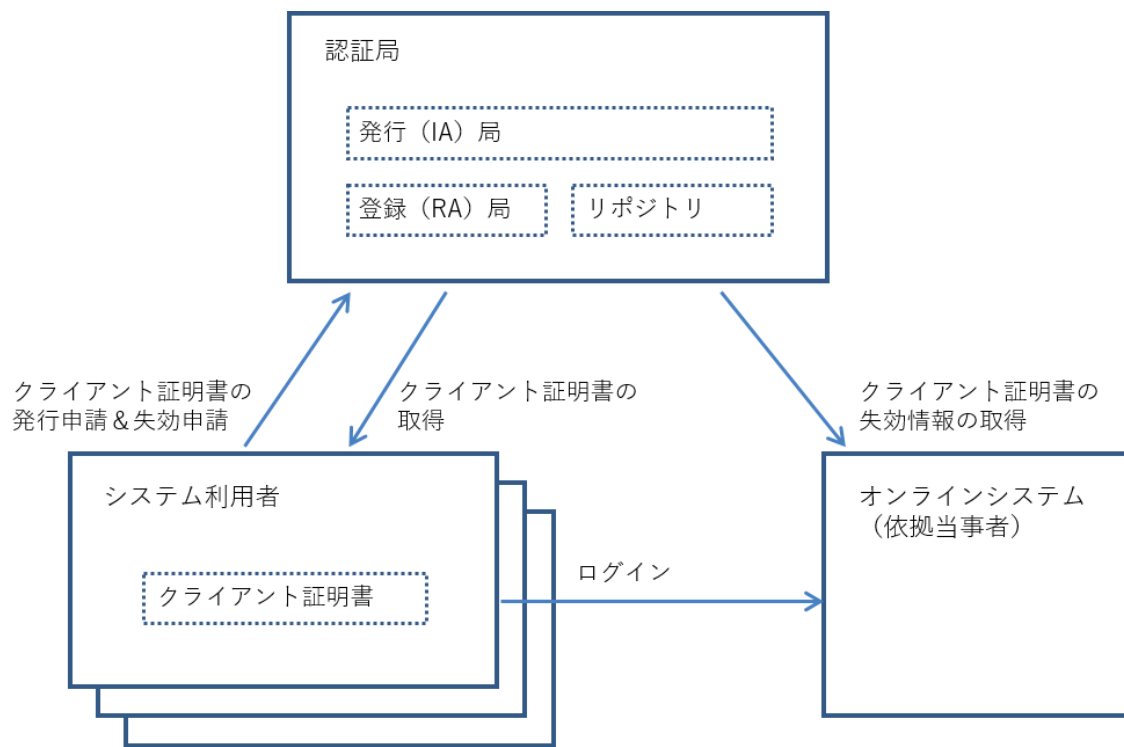 認証局
発行（IA）局
登録（RA）局
リポジトリ
クライアント証明書の
発行申請＆失効申請
クライアント証明書の
取得
クライアント証明書の
失効情報の取得
システム利用者
クライアント証明書
ログイン
オンラインシステム
（依拠当事者）